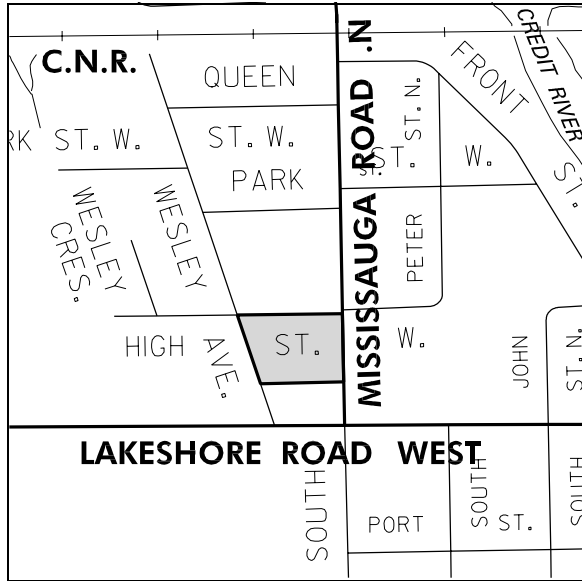 C.N.R.
QUEEN
ST. W.
PARK
RK ST. W.
WESLEY
CRES.
WESLEY
AVE.
HIGH
ST.
W.
MISSISSAUGA ROAD .N
ST.
ST. W.
ST. N.
PETER
FRONT
ST.
CREDIT RIVER
JOHN
ST. N.
LAKESHORE ROAD WEST
SOUTH
PORT
ST.
SOUTH
SOUTH